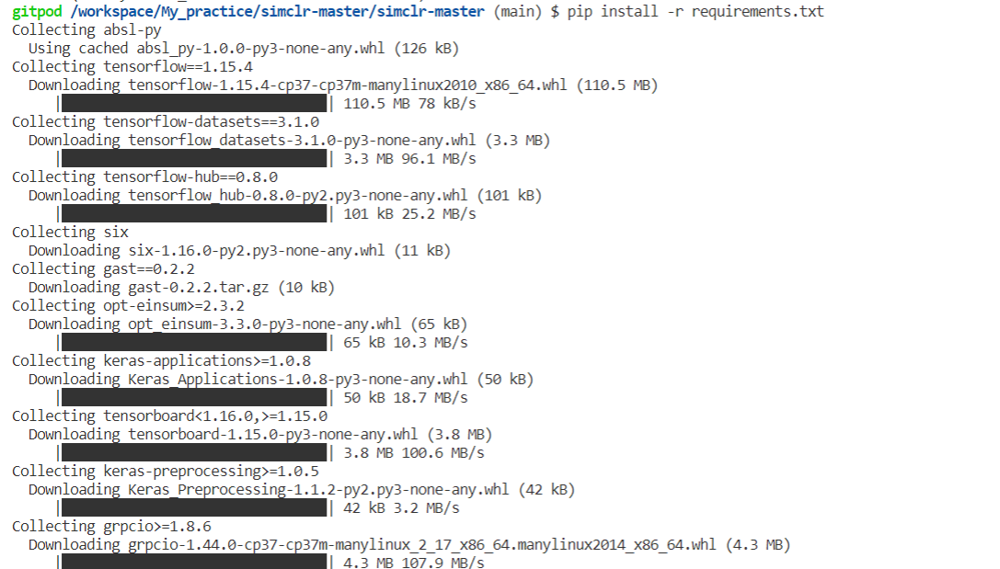 gitpod /workspace/My_practice/simclr-master/simclr-master (main) $ pip install -r requirements.txt
Collecting absl-py
  Using cached absl_py-1.0.0-py3-none-any.whl (126 kB)
Collecting tensorflow==1.15.4
  Downloading tensorflow-1.15.4-cp37-cp37m-manylinux2010_x86_64.whl (110.5 MB)
     |████████████████████████████████| 110.5 MB 78 kB/s
Collecting tensorflow-datasets==3.1.0
  Downloading tensorflow_datasets-3.1.0-py3-none-any.whl (3.3 MB)
     |████████████████████████████████| 3.3 MB 96.1 MB/s
Collecting tensorflow-hub==0.8.0
  Downloading tensorflow_hub-0.8.0-py2.py3-none-any.whl (101 kB)
     |████████████████████████████████| 101 kB 25.2 MB/s
Collecting six
  Downloading six-1.16.0-py2.py3-none-any.whl (11 kB)
Collecting gast==0.2.2
  Downloading gast-0.2.2.tar.gz (10 kB)
Collecting opt-einsum>=2.3.2
  Downloading opt_einsum-3.3.0-py3-none-any.whl (65 kB)
     |████████████████████████████████| 65 kB 10.3 MB/s
Collecting keras-applications>=1.0.8
  Downloading Keras_Applications-1.0.8-py3-none-any.whl (50 kB)
     |████████████████████████████████| 50 kB 18.7 MB/s
Collecting tensorboard<1.16.0,>=1.15.0
  Downloading tensorboard-1.15.0-py3-none-any.whl (3.8 MB)
     |████████████████████████████████| 3.8 MB 100.6 MB/s
Collecting keras-preprocessing>=1.0.5
  Downloading Keras_Preprocessing-1.1.2-py2.py3-none-any.whl (42 kB)
     |████████████████████████████████| 42 kB 3.2 MB/s
Collecting grpcio>=1.8.6
  Downloading grpcio-1.44.0-cp37-cp37m-manylinux_2_17_x86_64.manylinux2014_x86_64.whl (4.3 MB)
     |████████████████████████████████| 4.3 MB 107.9 MB/s